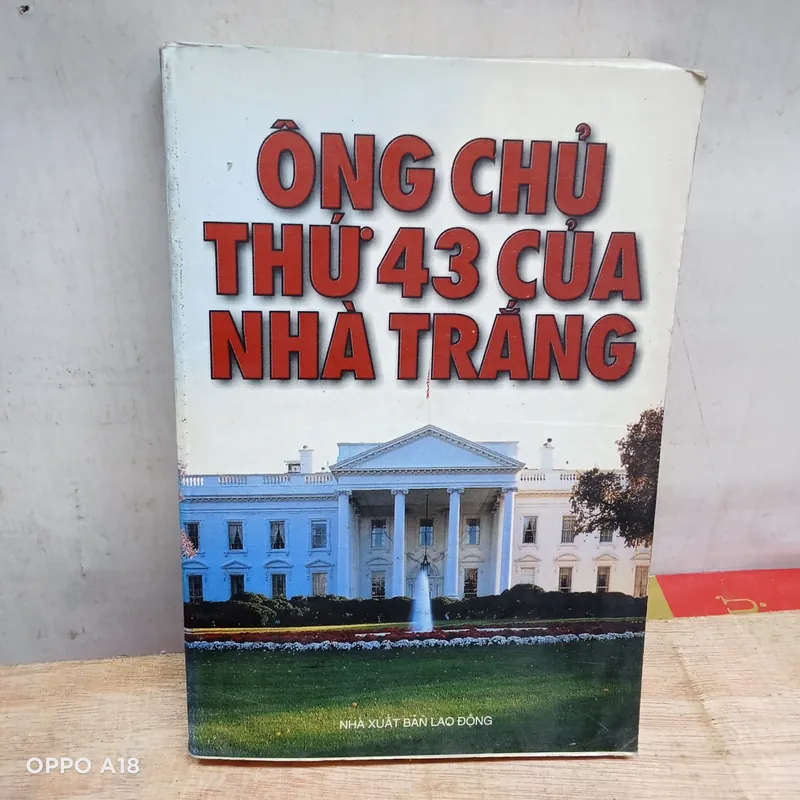 ÔNG CHỦ
THỨ 43 CỦA
NHÀ TRẮNG
NHÀ XUẤT BẢN LAO ĐỘNG
OPPO A18